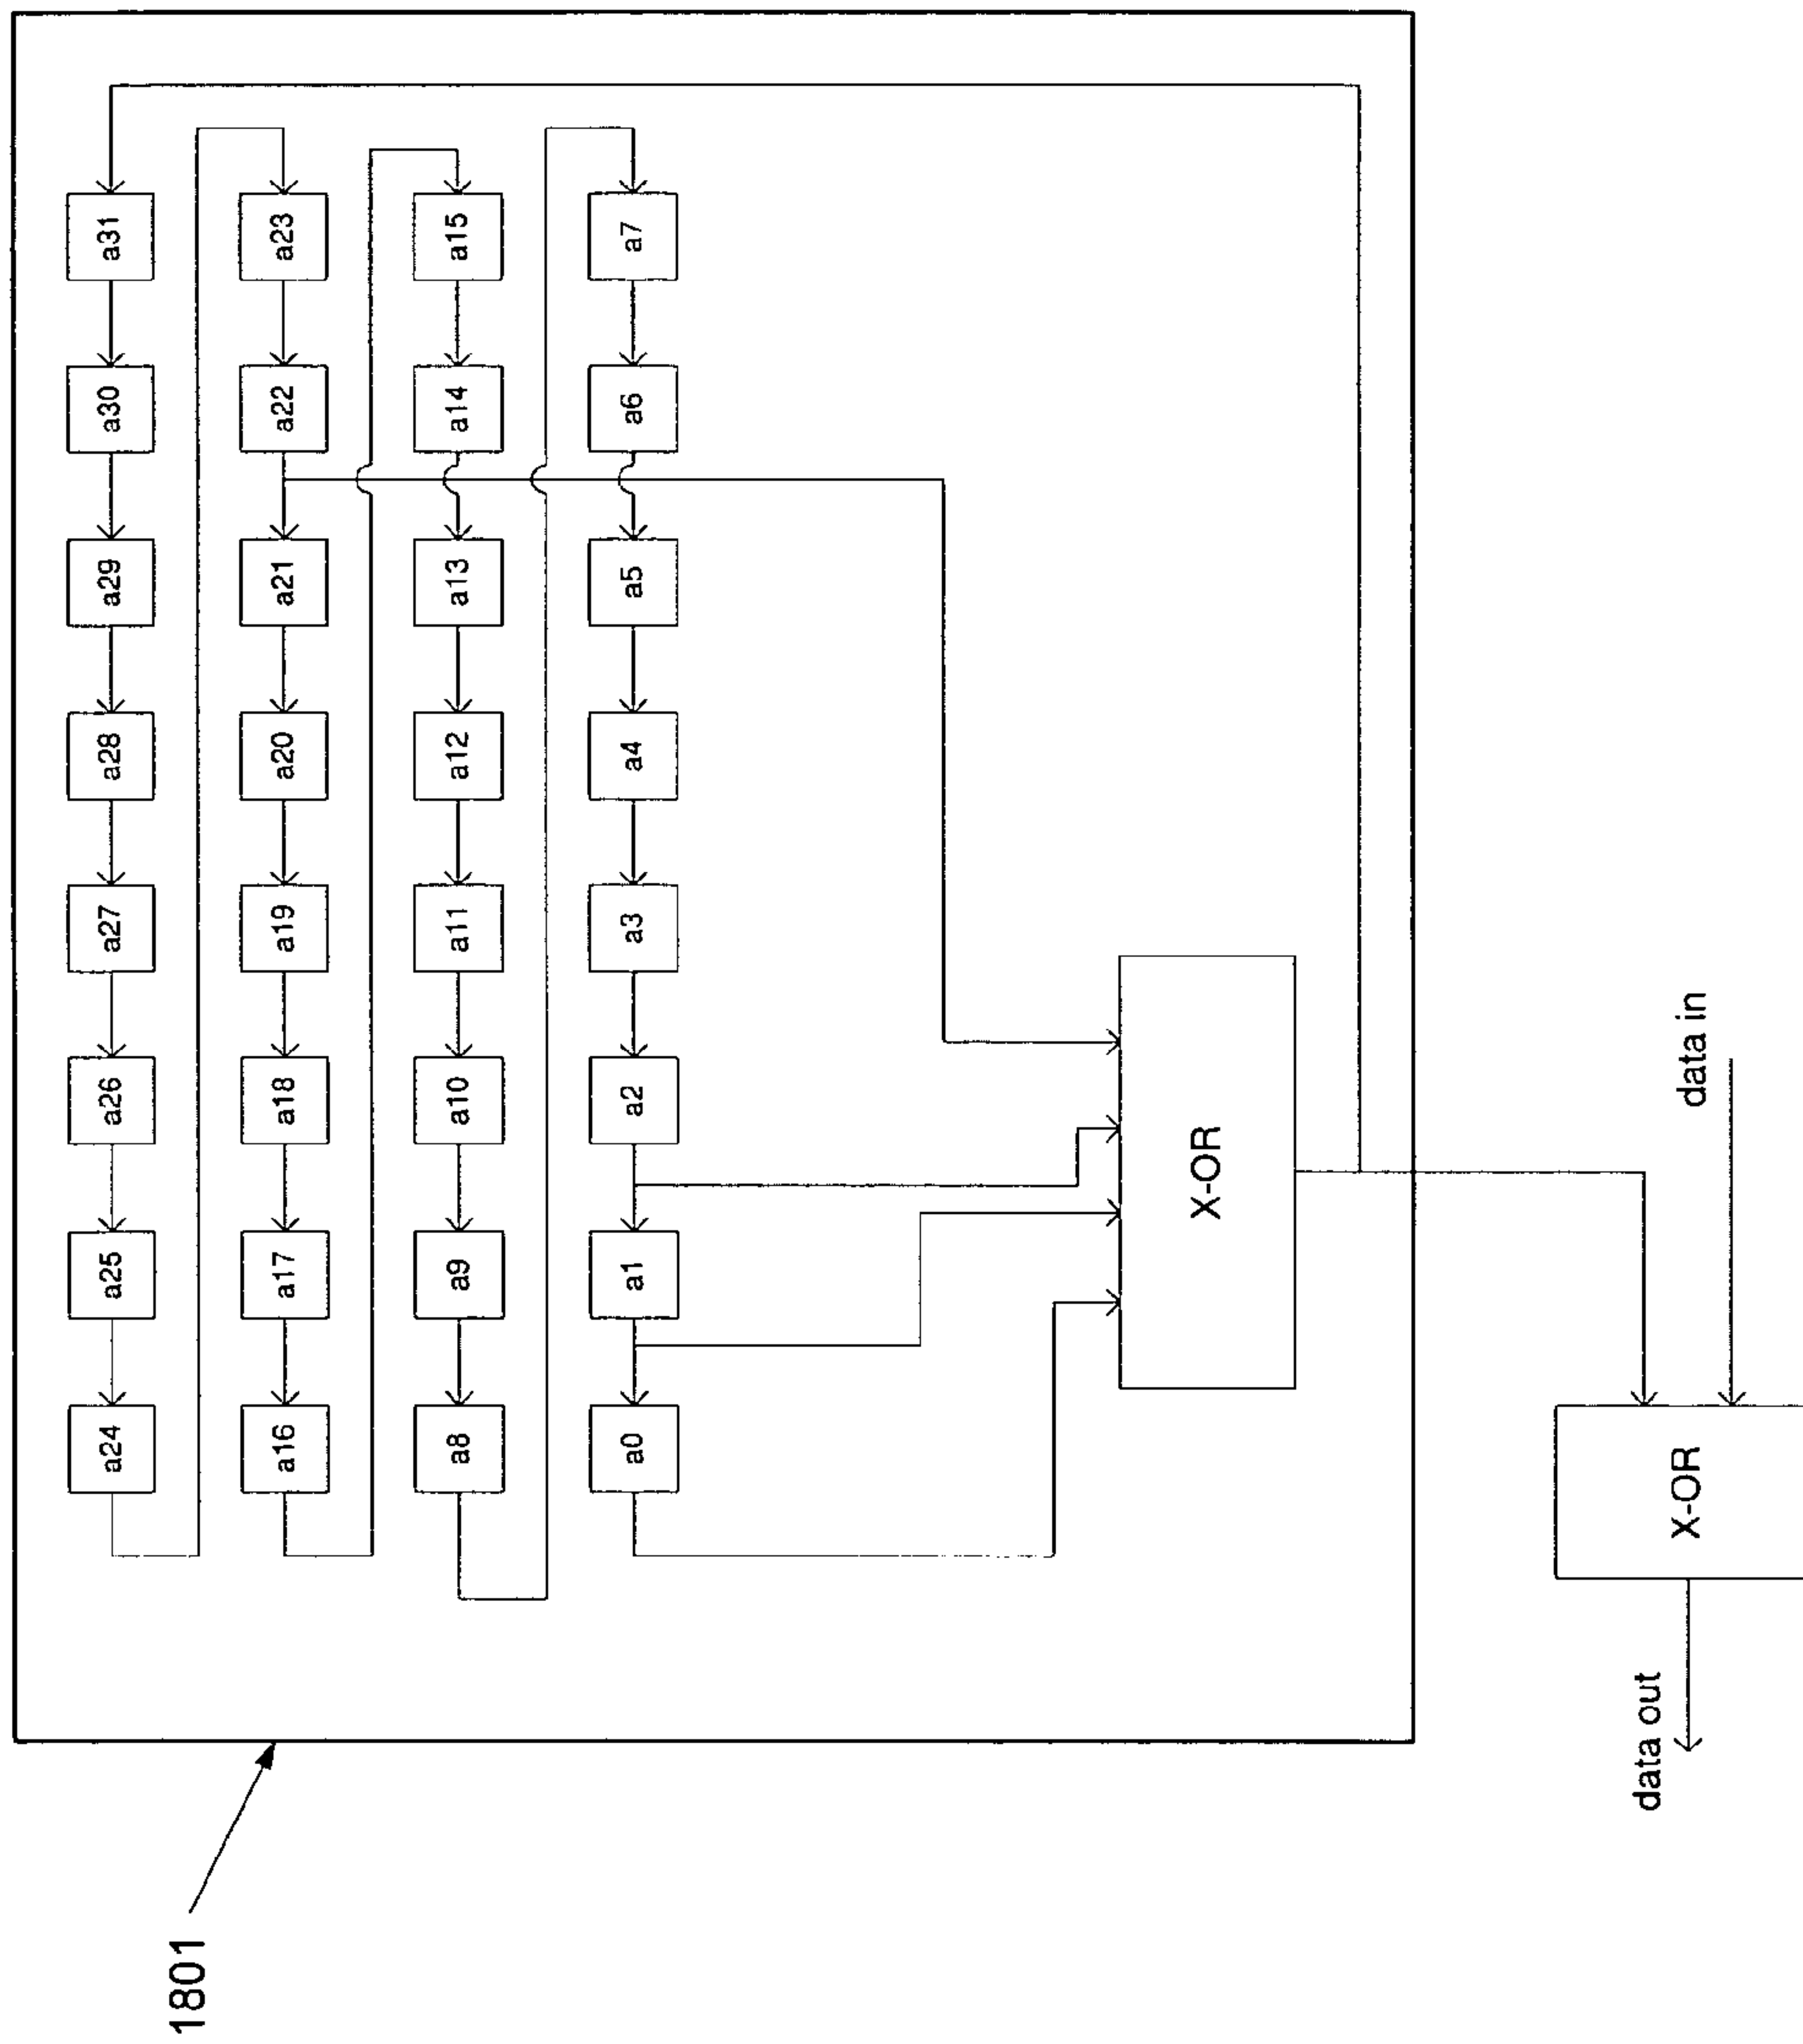 1801
a24
a25
a26
a27
a28
a29
a30
a31
a16
a17
a18
a19
a20
a21
a22
a23
a8
a9
a10
a11
a12
a13
a14
a15
a0
a1
a2
a3
a4
a5
a6
a7
X-OR
data out
X-OR
data in